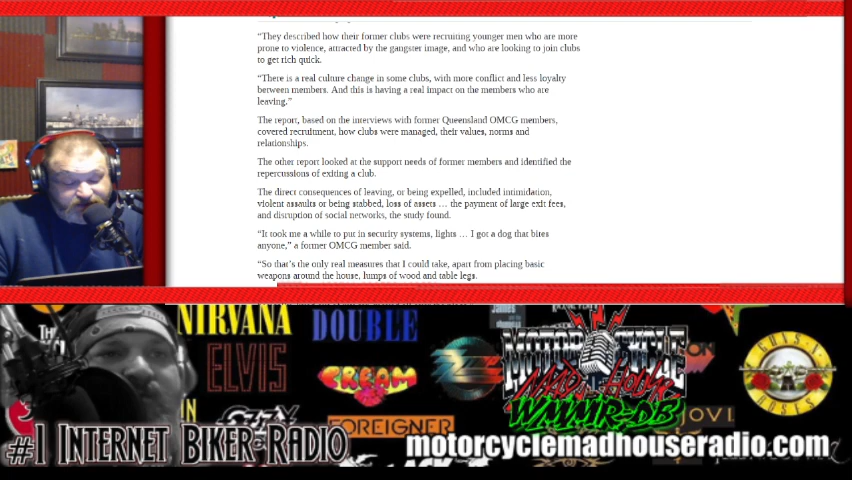 “They described how their former clubs were recruiting younger men who are more
prone to violence, attracted by the gangster image, and who are looking to join clubs
to get rich quick.
“There is a real culture change in some clubs, with more conflict and less loyalty
between members. And this is having a real impact on the members who are
leaving.”
The report, based on the interviews with former Queensland OMCG members,
covered recruitment, how clubs were managed, their values, norms and
relationships.
The other report looked at the support needs of former members and identified the
repercussions of exiting a club.
The direct consequences of leaving, or being expelled, included intimidation,
violent assaults or being stabbed, loss of assets … the payment of large exit fees,
and disruption of social networks, the study found.
“It took me a while to put in security systems, lights … I got a dog that bites
anyone,” a former OMCG member said.
“So that’s the only real measures that I could take, apart from placing basic
weapons around the house, lumps of wood and table legs.
NIRVANA
DOUBLE
ELVIS
CREAM
ZZ
OZZY
FOREIGNER
MOTORCYCLE
MAD HOUSE
WMMR-DB
GUNS N
ROSES
ON
JOVI
#1 INTERNET BIKER RADIO
motorcyclemadhouseradio.com